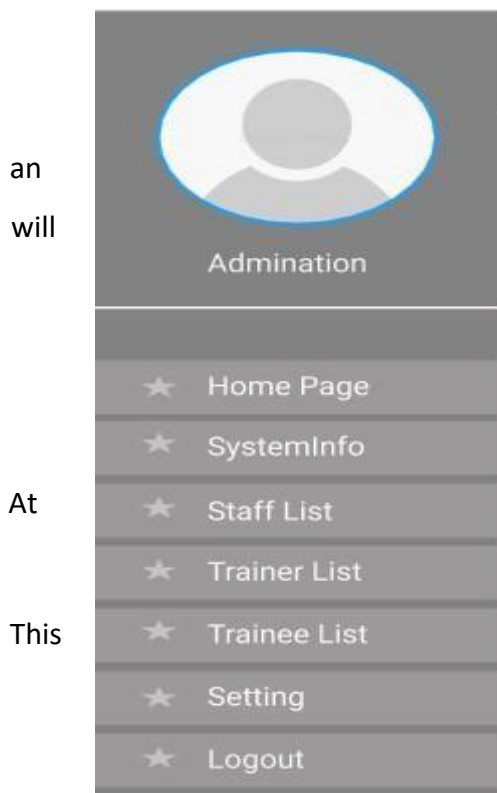 an
will
Admination
Home Page
SystemInfo
At
Staff List
Trainer List
This
Trainee List
Setting
Logout